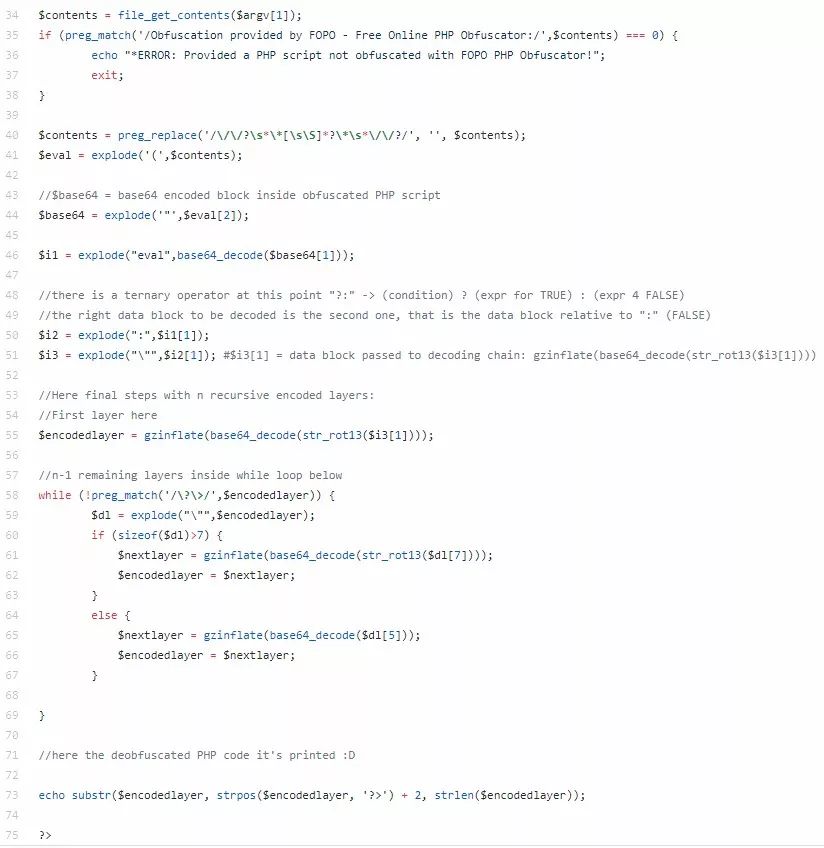 34 $contents = file_get_contents($argv[1]);
35 if (preg_match('/Obfuscation provided by FOPO - Free Online PHP Obfuscator:/',$contents) === 0) {
36 echo "*ERROR: Provided a PHP script not obfuscated with FOPO PHP Obfuscator!";
37 exit;
38 }
39
40 $contents = preg_replace('/\/\/?\s*\*[\s\S]*?\*\s*\/\/?/', '', $contents);
41 $eval = explode('(',$contents);
42
43 //$base64 = base64 encoded block inside obfuscated PHP script
44 $base64 = explode('"',$eval[2]);
45
46 $i1 = explode("eval",base64_decode($base64[1]));
47
48 //there is a ternary operator at this point "?:" -> (condition) ? (expr for TRUE) : (expr 4 FALSE)
49 //the right data block to be decoded is the second one, that is the data block relative to ":" (FALSE)
50 $i2 = explode(":",$i1[1]);
51 $i3 = explode("\"",$i2[1]); #$i3[1] = data block passed to decoding chain: gzinflate(base64_decode(str_rot13($i3[1])))
52
53 //Here final steps with n recursive encoded layers:
54 //First layer here
55 $encodedlayer = gzinflate(base64_decode(str_rot13($i3[1])));
56
57 //n-1 remaining layers inside while loop below
58 while (!preg_match('/\?\>/',$encodedlayer)) {
59 $dl = explode("\"",$encodedlayer);
60 if (sizeof($dl)>7) {
61 $nextlayer = gzinflate(base64_decode(str_rot13($dl[7])));
62 $encodedlayer = $nextlayer;
63 }
64 else {
65 $nextlayer = gzinflate(base64_decode($dl[5]));
66 $encodedlayer = $nextlayer;
67 }
68
69 }
70
71 //here the deobfuscated PHP code it's printed :D
72
73 echo substr($encodedlayer, strpos($encodedlayer, '?>') + 2, strlen($encodedlayer));
74
75 ?>